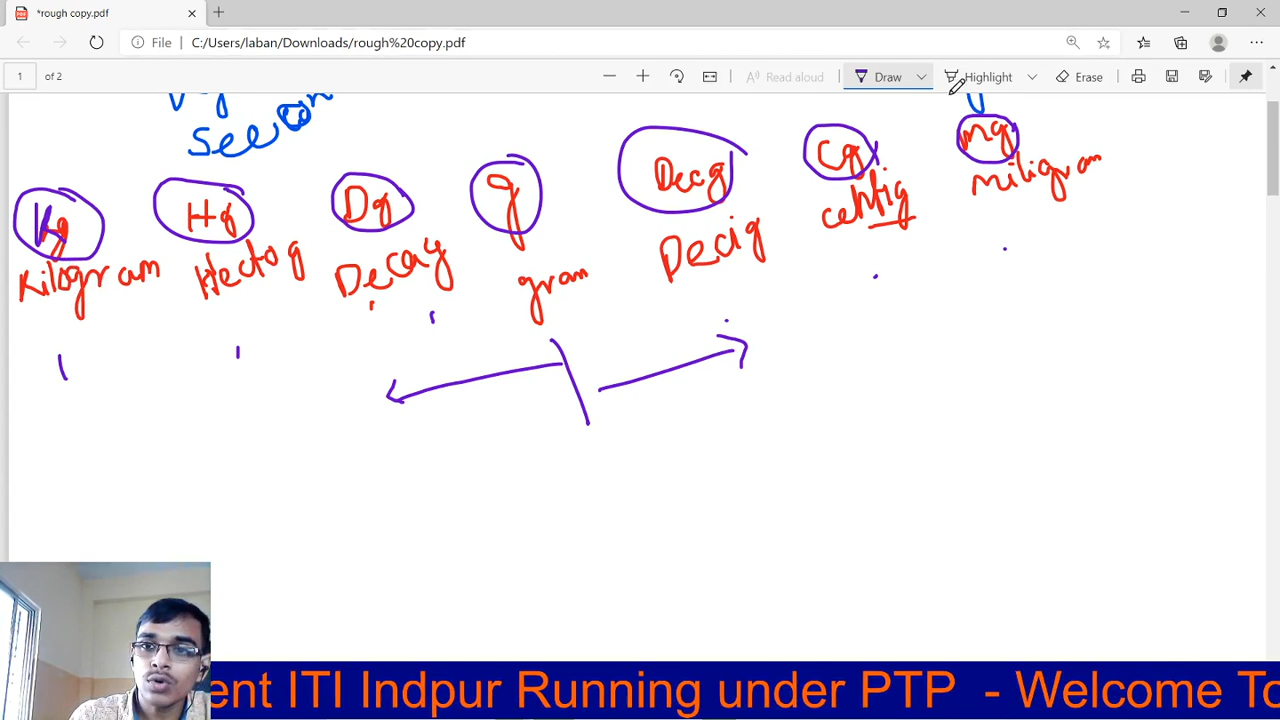 *rough copy.pdf
File C:/Users/laban/Downloads/rough%20copy.pdf
1 of 2 Read aloud Draw Highlight Erase
See
Kg Hg Dg g Decg Cg mg
Kilogram Hectog Decag gram Decig centig miligram
ent ITI Indpur Running under PTP - Welcome To